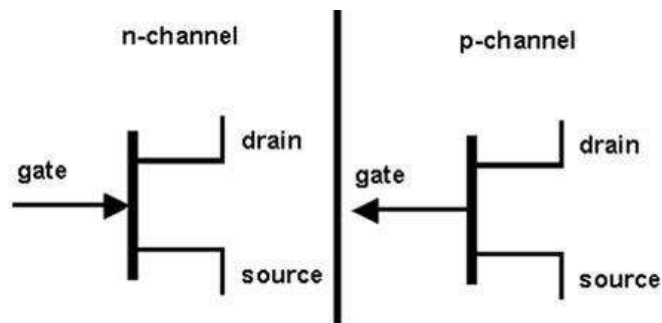 n-channel
drain
gate
source
p-channel
drain
gate
source